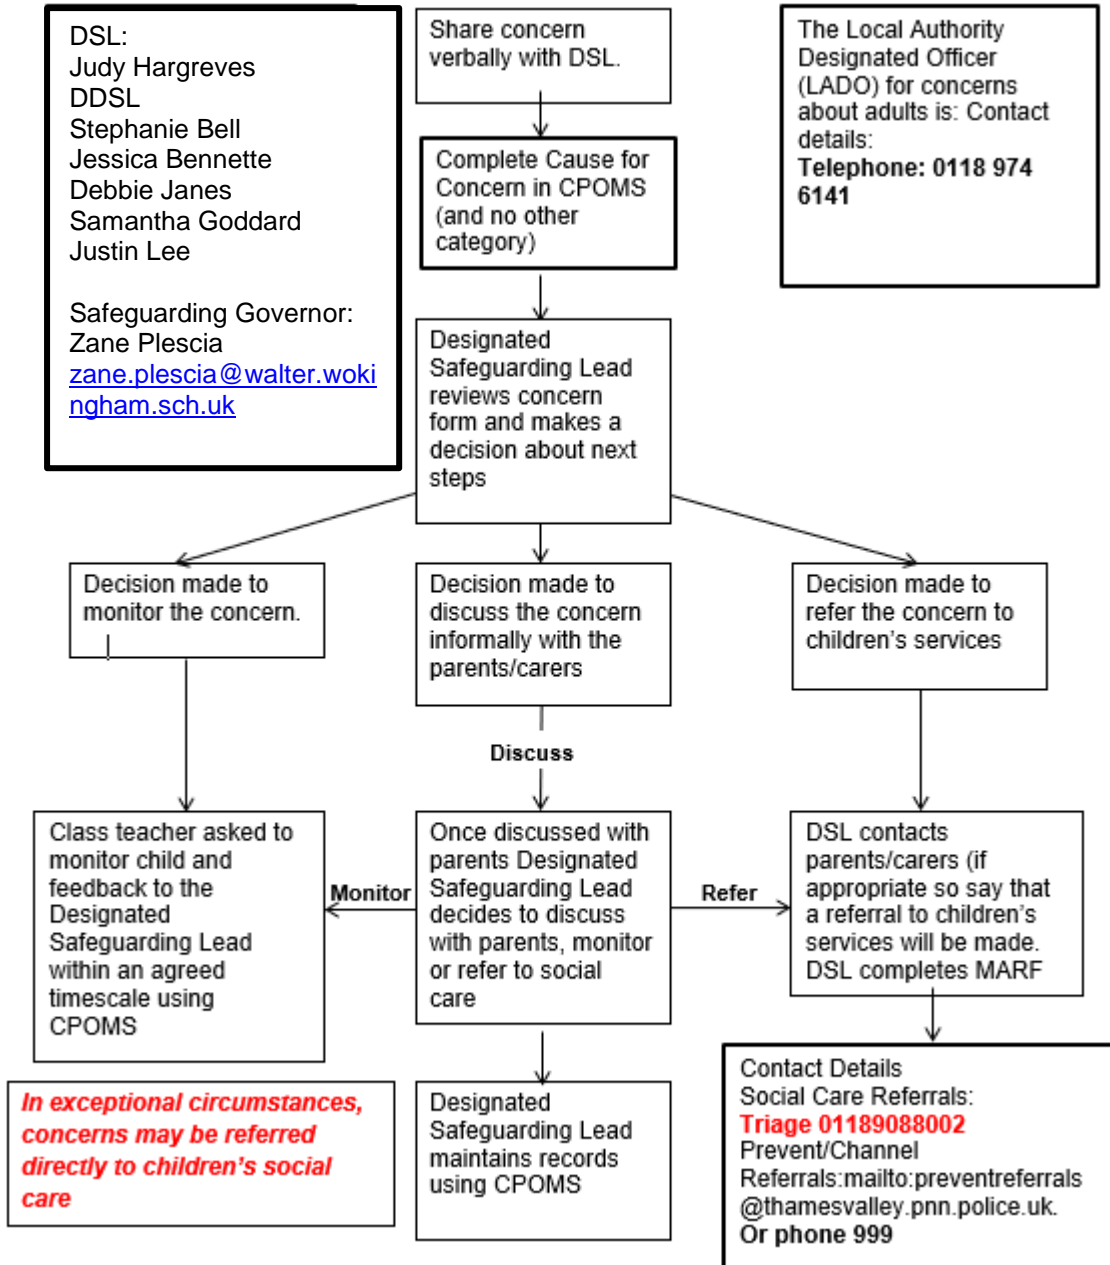 DSL:
Judy Hargreves
DDSL
Stephanie Bell
Jessica Bennette
Debbie Janes
Samantha Goddard
Justin Lee
Safeguarding Governor:
Zane Plescia
zane.plescia@walter.woki
ngham.sch.uk
Share concern
verbally with DSL.
The Local Authority
Designated Officer
(LADO) for concerns
about adults is: Contact
details:
Telephone: 0118 974
6141
Complete Cause for
Concern in CPOMS
(and no other
category)
Designated
Safeguarding Lead
reviews concern
form and makes a
decision about next
steps
Decision made to
monitor the concern.
Decision made to
discuss the concern
informally with the
parents/carers
Decision made to
refer the concern to
children's services
Discuss
Class teacher asked to
monitor child and
feedback to the
Designated
Safeguarding Lead
within an agreed
timescale using
CPOMS
Monitor
Once discussed with
parents Designated
Safeguarding Lead
decides to discuss
with parents, monitor
or refer to social
care
Refer
DSL contacts
parents/carers (if
appropriate so say that
a referral to children's
services will be made.
DSL completes MARF
In exceptional circumstances,
concerns may be referred
directly to children's social
care
Designated
Safeguarding Lead
maintains records
using CPOMS
Contact Details
Social Care Referrals:
Triage 01189088002
Prevent/Channel
Referrals:mailto:preventreferrals
@thamesvalley.pnn.police.uk.
Or phone 999